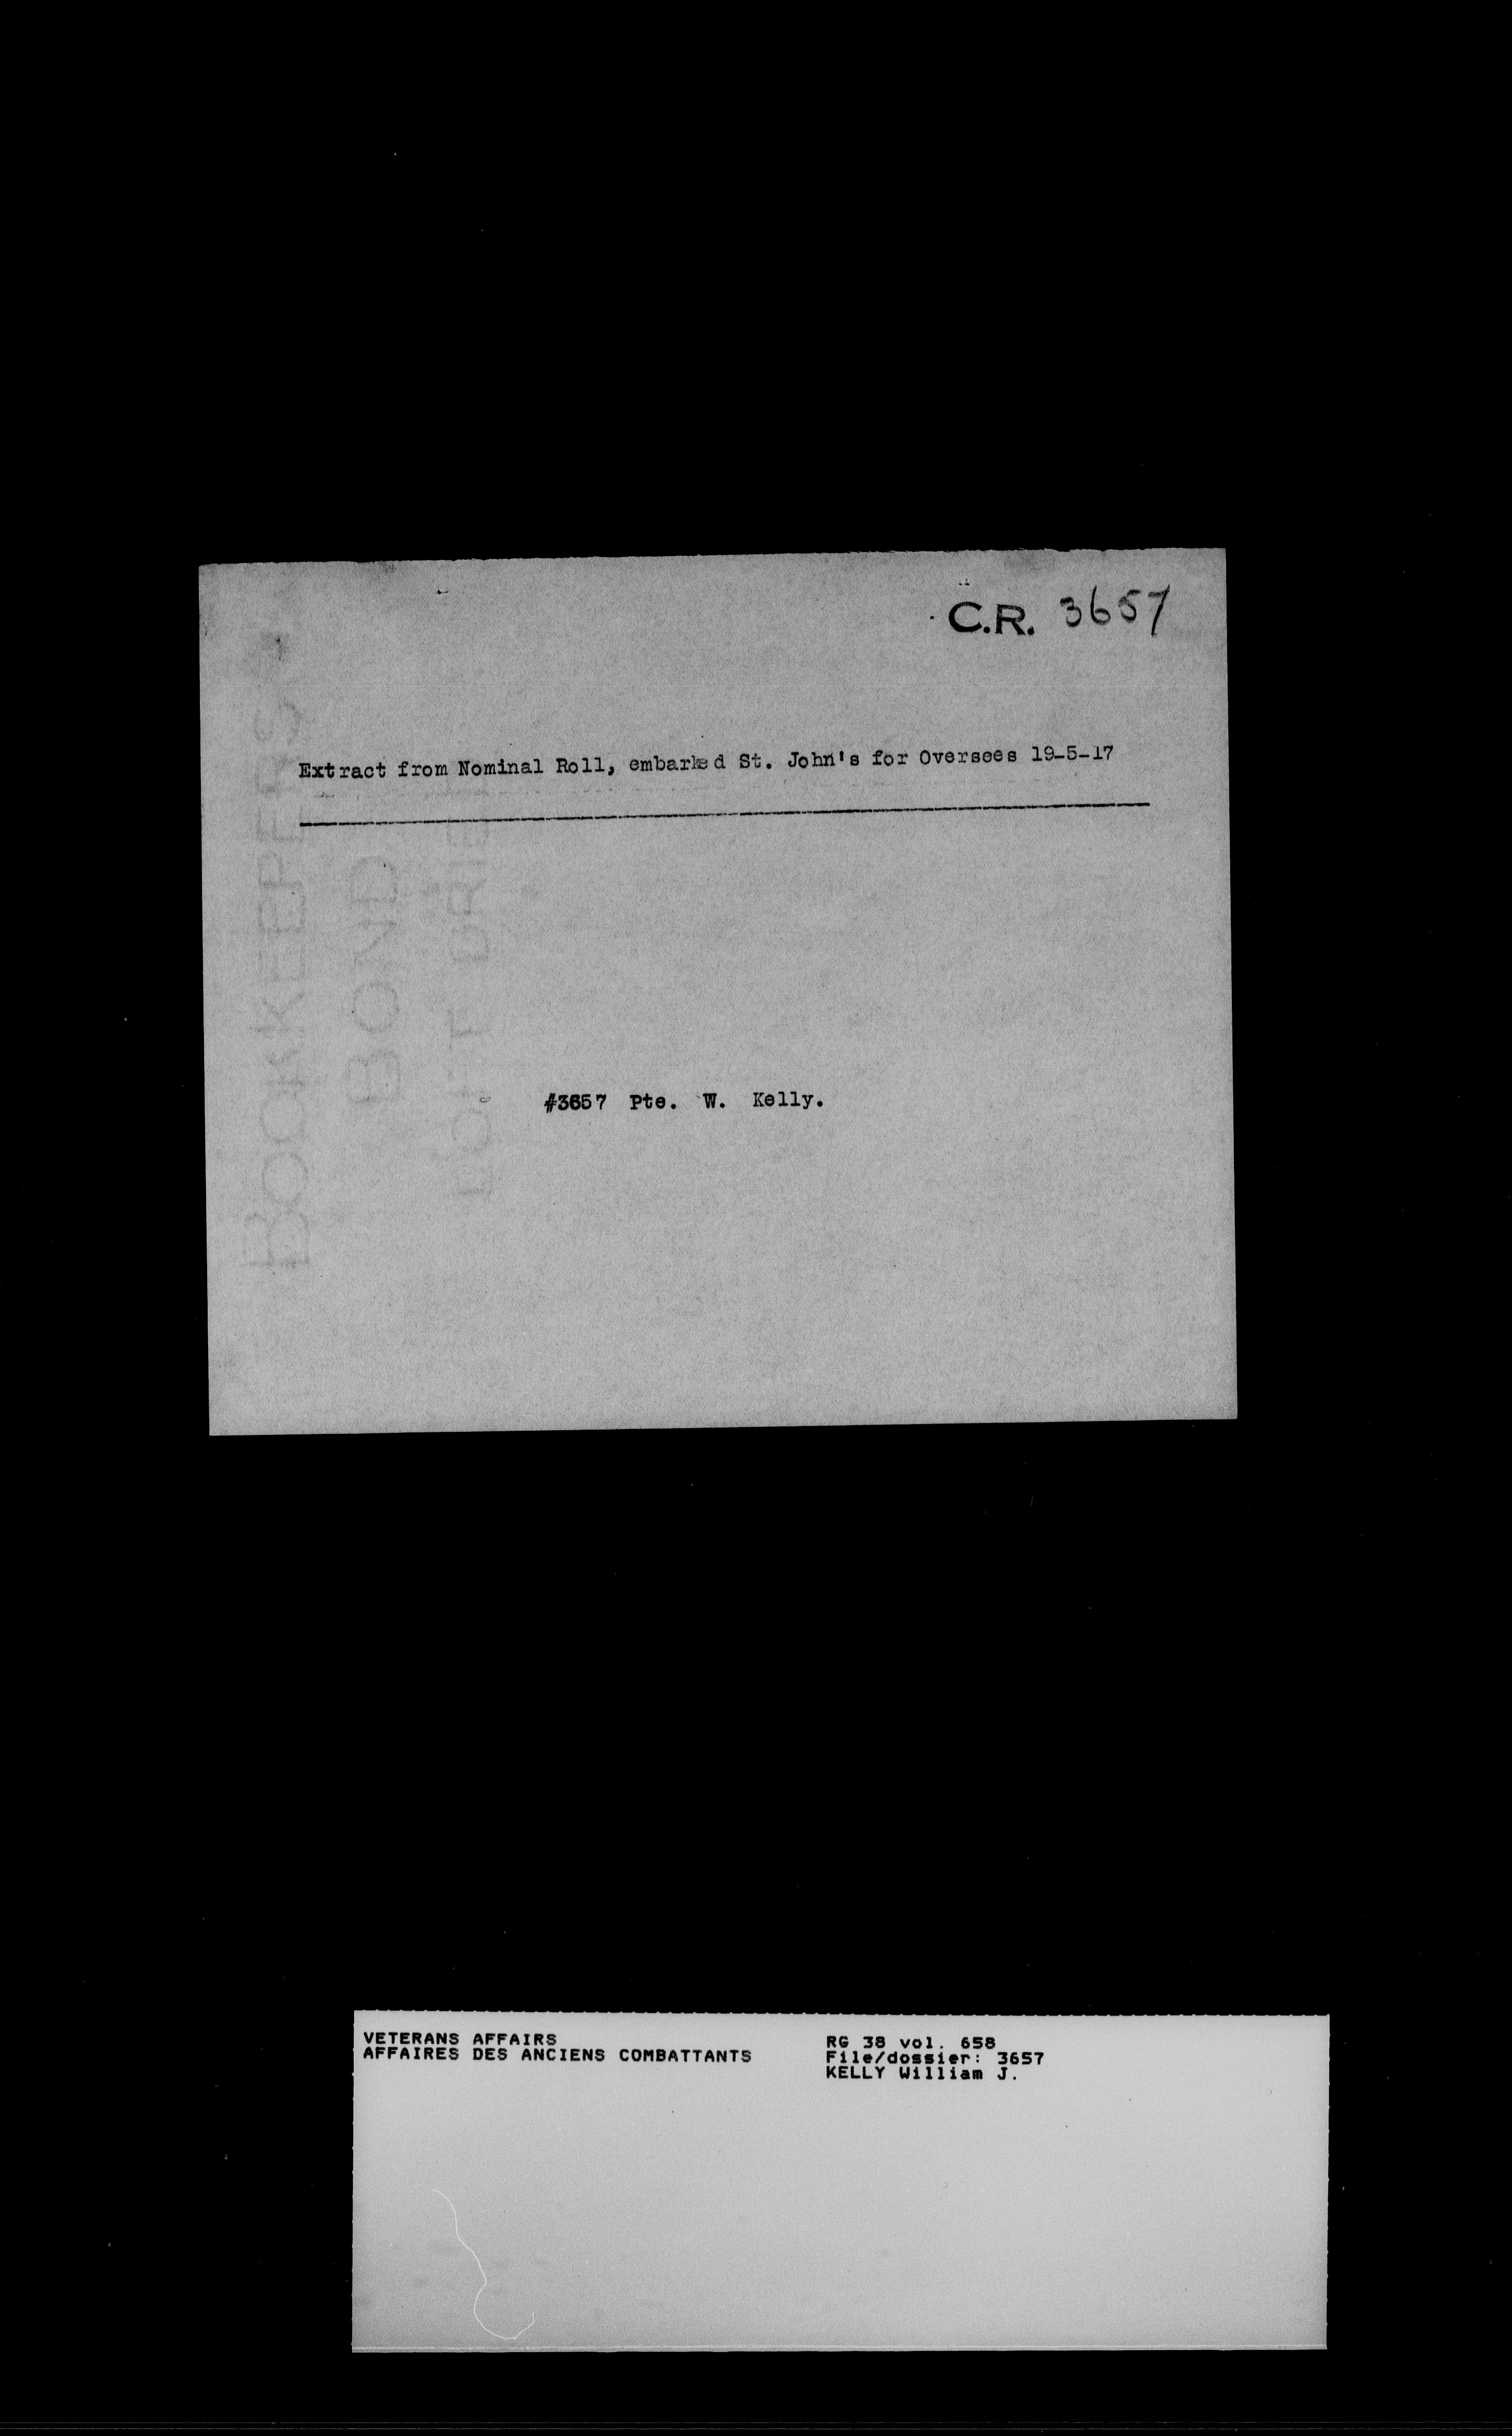 C.R. 3657
Extract from Nominal Roll, embarked St. John's for Oversees 19-5-17
#3657 Pte. W. Kelly.
VETERANS AFFAIRS
AFFAIRES DES ANCIENS COMBATTANTS
RG 38 vol. 658
File/dossier: 3657
KELLY William J.